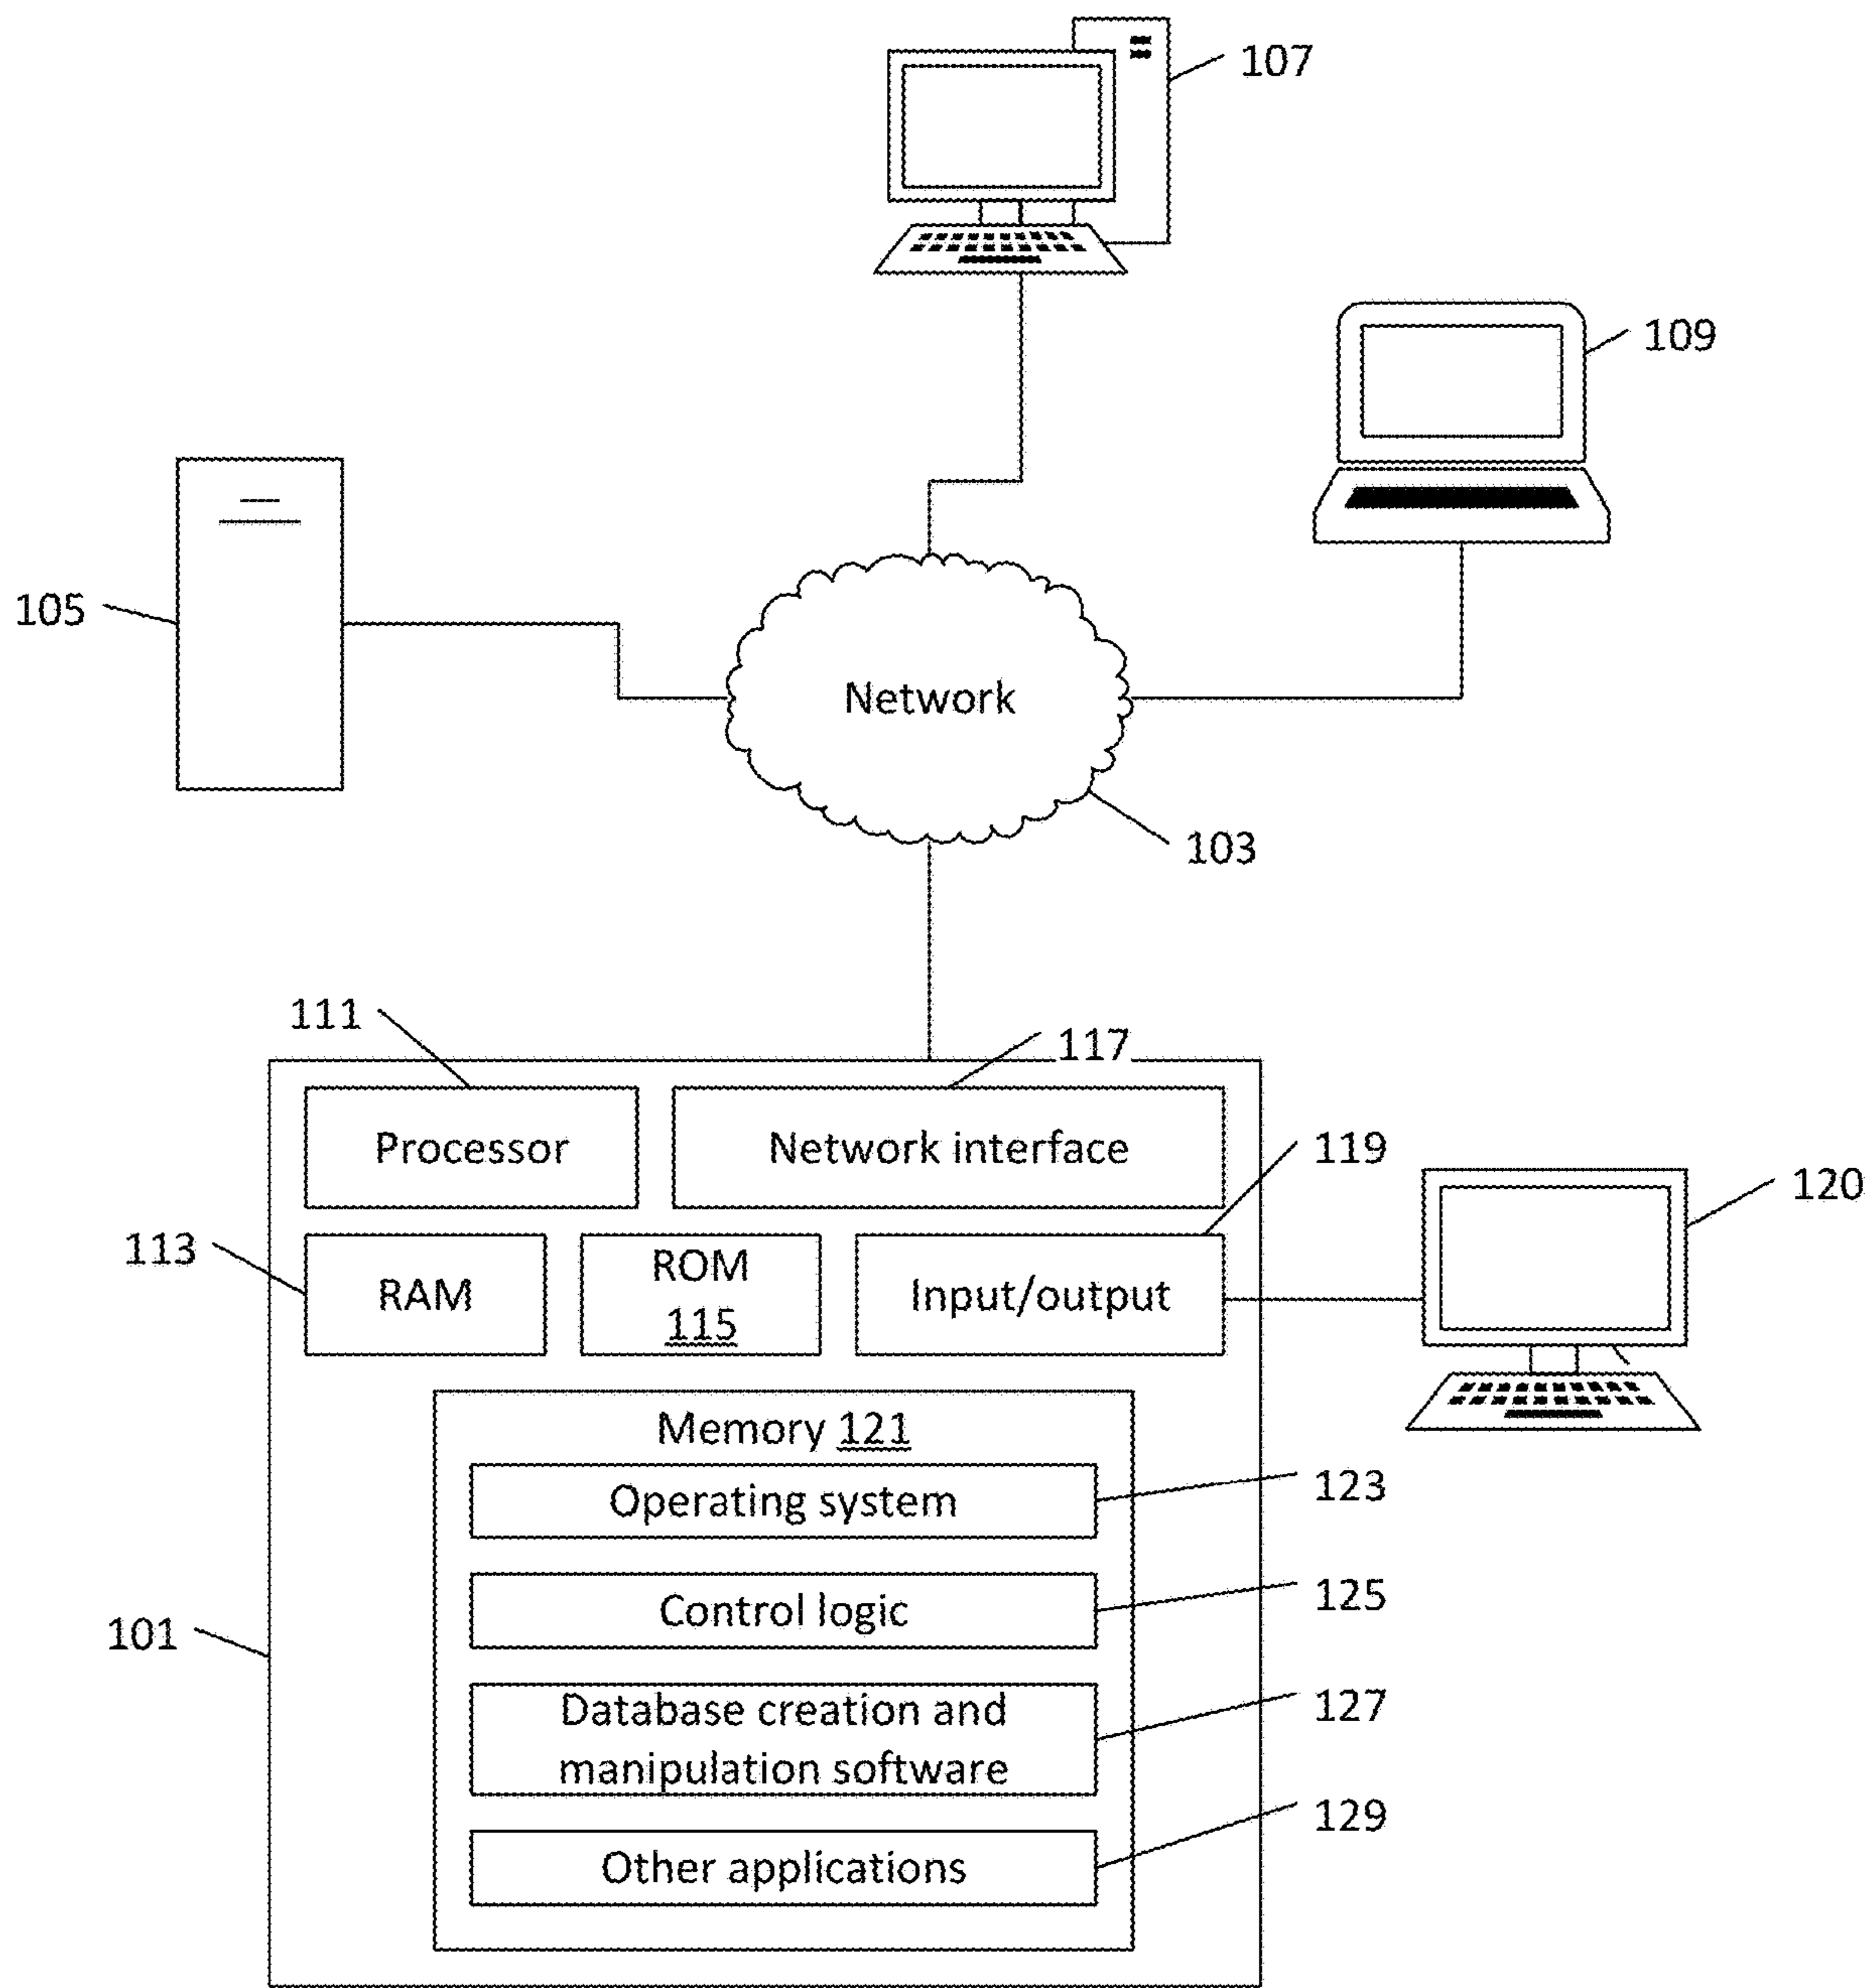 107
109
105
Network
103
111
117
Processor
Network interface
119
120
113
RAM
ROM
115
Input/output
Memory 121
Operating system
123
Control logic
125
101
Database creation and
manipulation software
127
Other applications
129